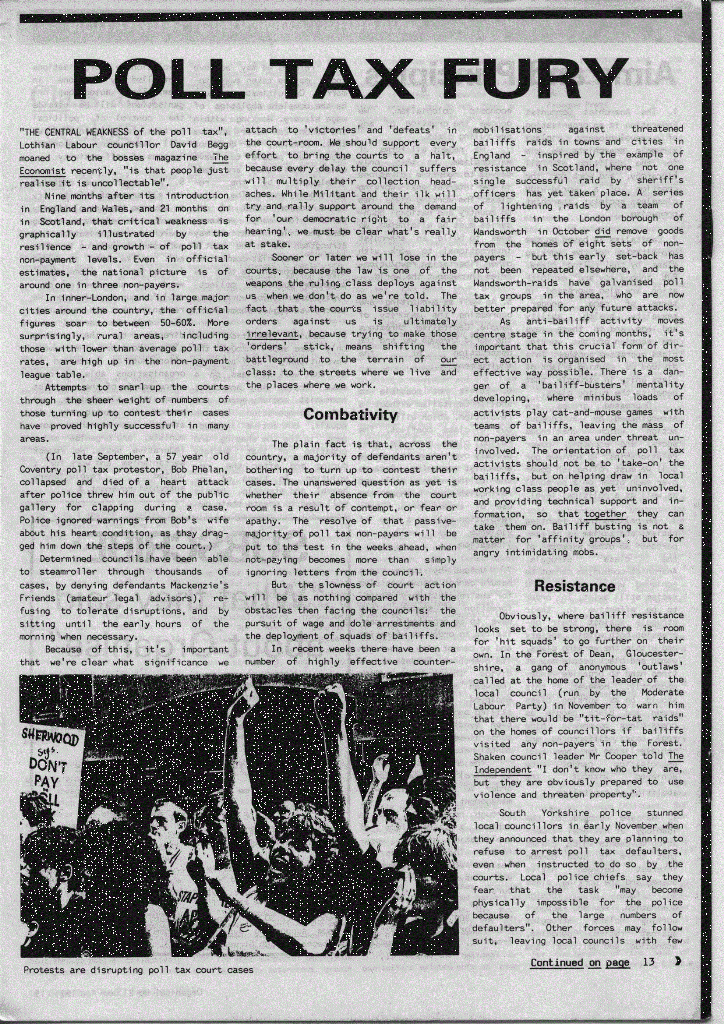 POLL TAX FURY
"THE CENTRAL WEAKNESS of the poll tax",
Lothian Labour councillor David Begg
moaned to the bosses magazine The
Economist recently, "is that people just
realise it is uncollectable".
Nine months after its introduction
in England and Wales, and 21 months on
in Scotland, that critical weakness is
graphically illustrated by the
resilience - and growth - of poll tax
non-payment levels. Even in official
estimates, the national picture is of
around one in three non-payers.
In inner-London, and in large major
cities around the country, the official
figures soar to between 50-60%. More
surprisingly, rural areas, including
those with lower than average poll tax
rates, are high up in the non-payment
league table.
Attempts to snarl up the courts
through the sheer weight of numbers of
those turning up to contest their cases
have proved highly successful in many
areas.
(In late September, a 57 year old
Coventry poll tax protestor, Bob Phelan,
collapsed and died of a heart attack
after police threw him out of the public
gallery for clapping during a case.
Police ignored warnings from Bob's wife
about his heart condition, as they drag-
ged him down the steps of the court.)
Determined councils have been able
to steamroller through thousands of
cases, by denying defendants Mackenzie's
Friends (amateur legal advisors), re-
fusing to tolerate disruptions, and by
sitting until the early hours of the
morning when necessary.
Because of this, it's important
that we're clear what significance we
attach to 'victories' and 'defeats' in
the court-room. We should support every
effort to bring the courts to a halt,
because every delay the council suffers
will multiply their collection head-
aches. While Militant and their ilk will
try and rally support around the demand
for 'our democratic right to a fair
hearing', we must be clear what's really
at stake.
Sooner or later we will lose in the
courts, because the law is one of the
weapons the ruling class deploys against
us when we don't do as we're told. The
fact that the courts issue liability
orders against us is ultimately
irrelevant, because trying to make those
'orders' stick, means shifting the
battleground to the terrain of our
class: to the streets where we live and
the places where we work.
Combativity
The plain fact is that, across the
country, a majority of defendants aren't
bothering to turn up to contest their
cases. The unanswered question as yet is
whether their absence from the court
room is a result of contempt, or fear or
apathy. The resolve of that passive-
majority of poll tax non-payers will be
put to the test in the weeks ahead, when
not-paying becomes more than simply
ignoring letters from the council.
But the slowness of court action
will be as nothing compared with the
obstacles then facing the councils: the
pursuit of wage and dole arrestments and
the deployment of squads of bailiffs.
In recent weeks there have been a
number of highly effective counter-
mobilisations against threatened
bailiffs raids in towns and cities in
England - inspired by the example of
resistance in Scotland, where not one
single successful raid by sheriff's
officers has yet taken place. A series
of lightening raids by a team of
bailiffs in the London borough of
Wandsworth in October did remove goods
from the homes of eight sets of non-
payers - but this early set-back has
not been repeated elsewhere, and the
Wandsworth-raids have galvanised poll
tax groups in the area, who are now
better prepared for any future attacks.
As anti-bailiff activity moves
centre stage in the coming months, it's
important that this crucial form of dir-
ect action is organised in the most
effective way possible. There is a dan-
ger of a 'bailiff-busters' mentality
developing, where minibus loads of
activists play cat-and-mouse games with
teams of bailiffs, leaving the mass of
non-payers in an area under threat un-
involved. The orientation of poll tax
activists should not be to 'take-on' the
bailiffs, but on helping draw in local
working class people as yet uninvolved,
and providing technical support and in-
formation, so that together they can
take them on. Bailiff busting is not a
matter for 'affinity groups', but for
angry intimidating mobs.
Resistance
Obviously, where bailiff resistance
looks set to be strong, there is room
for 'hit squads' to go further on their
own. In the Forest of Dean, Gloucester-
shire, a gang of anonymous 'outlaws'
called at the home of the leader of the
local council (run by the Moderate
Labour Party) in November to warn him
that there would be "tit-for-tat raids"
on the homes of councillors if bailiffs
visited any non-payers in the Forest.
Shaken council leader Mr Cooper told The
Independent "I don't know who they are,
but they are obviously prepared to use
violence and threaten property".
South Yorkshire police stunned
local councillors in early November when
they announced that they are planning to
refuse to arrest poll tax defaulters,
even when instructed to do so by the
courts. Local police chiefs say they
fear that the task "may become
physically impossible for the police
because of the large numbers of
defaulters". Other forces may follow
suit, leaving local councils with few
Continued on page 13
SHERWOOD
says
DON'T
PAY
Protests are disrupting poll tax court cases